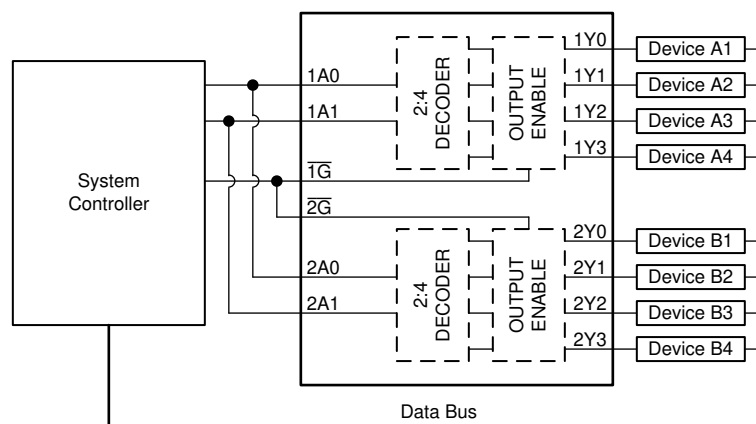 System
Controller
1A0
1A1
1G
2G
2A0
2A1
2:4
DECODER
OUTPUT
ENABLE
1Y0
1Y1
1Y2
1Y3
Device A1
Device A2
Device A3
Device A4
2:4
DECODER
OUTPUT
ENABLE
2Y0
2Y1
2Y2
2Y3
Device B1
Device B2
Device B3
Device B4
Data Bus